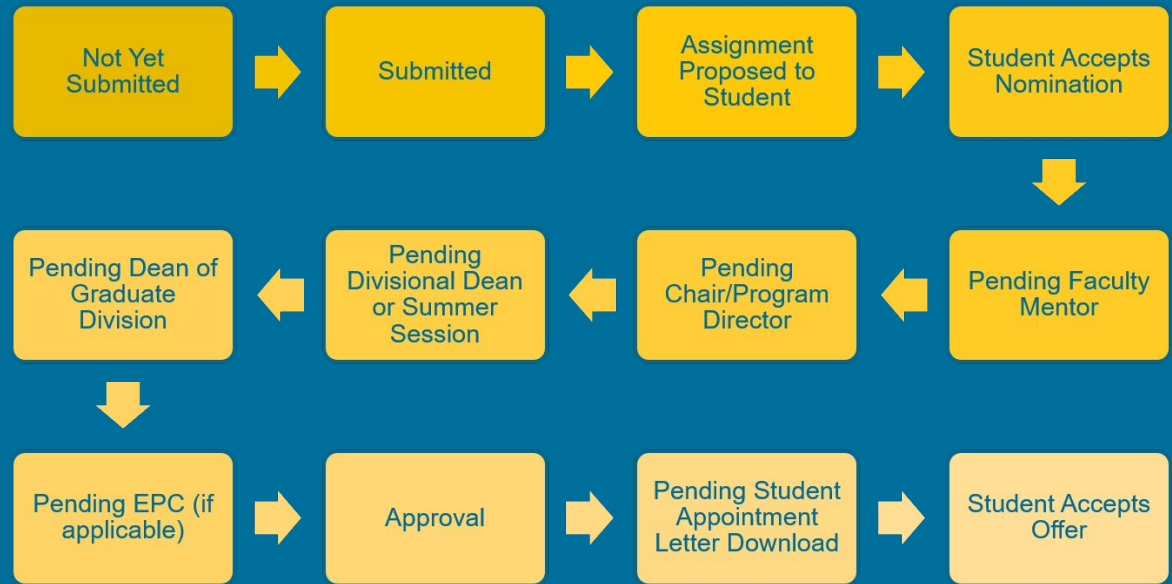 Not Yet
Submitted
Submitted
Assignment
Proposed to
Student
Student Accepts
Nomination
Pending Dean of
Graduate
Division
Pending
Divisional Dean
or Summer
Session
Pending
Chair/Program
Director
Pending Faculty
Mentor
Pending EPC (if
applicable)
Approval
Pending Student
Appointment
Letter Download
Student Accepts
Offer